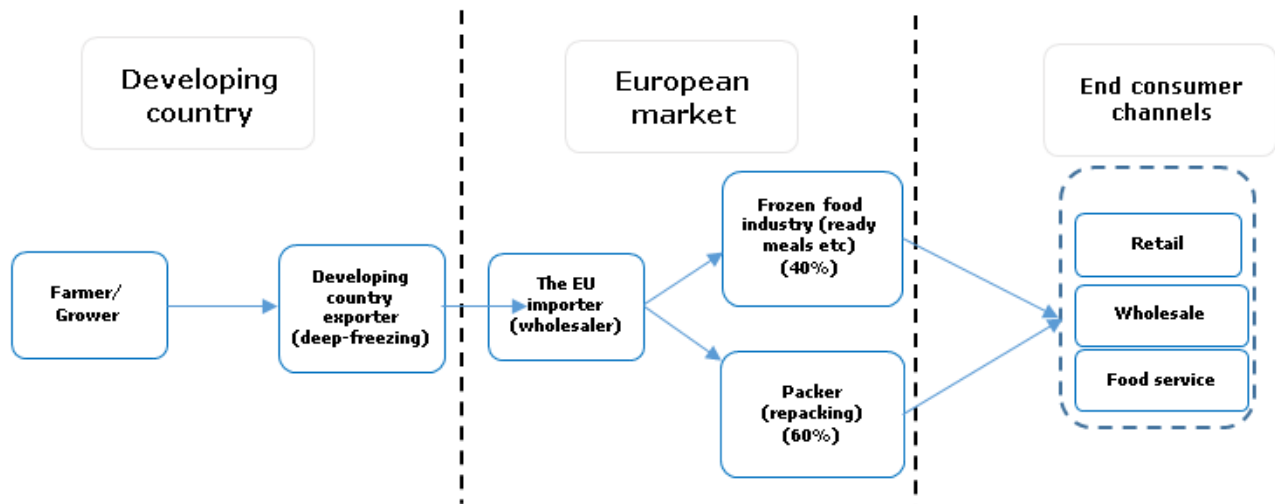 Developing
country
European
market
End consumer
channels
Farmer/
Grower
Developing
country
exporter
(deep-freezing)
The EU
importer
(wholesaler)
Frozen food
industry (ready
meals etc)
(40%)
Packer
(repacking)
(60%)
Retail
Wholesale
Food service